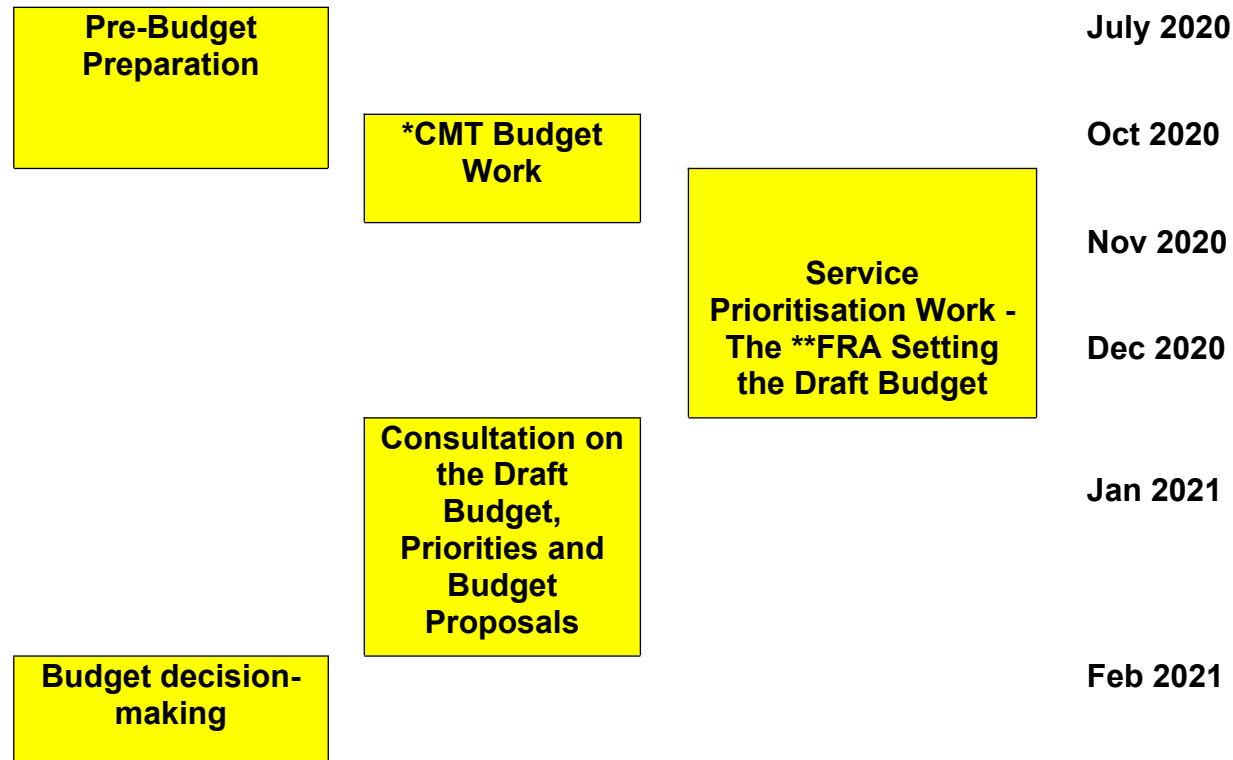 Pre-Budget
Preparation
July 2020
*CMT Budget
Work
Oct 2020
Nov 2020
Service
Prioritisation Work -
The **FRA Setting
the Draft Budget
Dec 2020
Consultation on
the Draft
Budget,
Priorities and
Budget
Proposals
Jan 2021
Budget decision-
making
Feb 2021